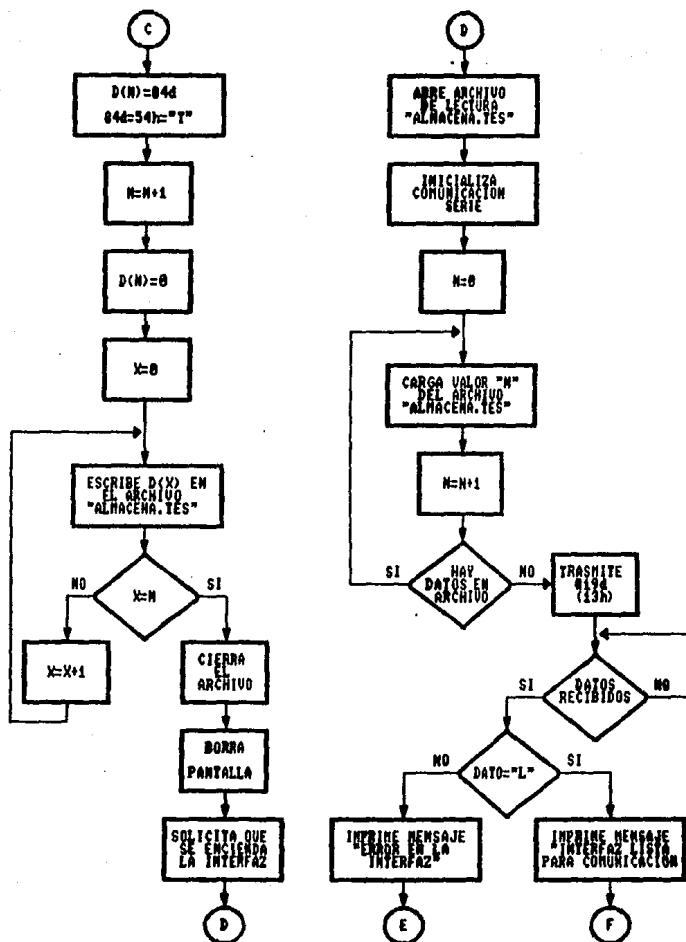 C
D(N)=84d
84d=54h="T"
N=N+1
D(N)=0
X=0
ESCRIBE D(X) EN
EL ARCHIVO
"ALMACENA.TES"
X=N
NO
SI
X=X+1
CIERRA
EL
ARCHIVO
BORRA
PANTALLA
SOLICITA QUE
SE ENCIENDA
LA INTERFAZ
D
D
ABRE ARCHIVO
DE LECTURA
"ALMACENA.TES"
INICIALIZA
COMUNICACION
SERIE
N=0
CARGA VALOR "N"
DEL ARCHIVO
"ALMACENA.TES"
N=N+1
HAY
DATOS EN
ARCHIVO
SI
NO
TRASMITE
019d
(13h)
DATOS
RECIBIDOS
SI
NO
DATO="L"
NO
SI
IMPRIME MENSAJE
"ERROR EN LA
INTERFAZ"
IMPRIME MENSAJE
"INTERFAZ LISTA
PARA COMUNICACION
E
F